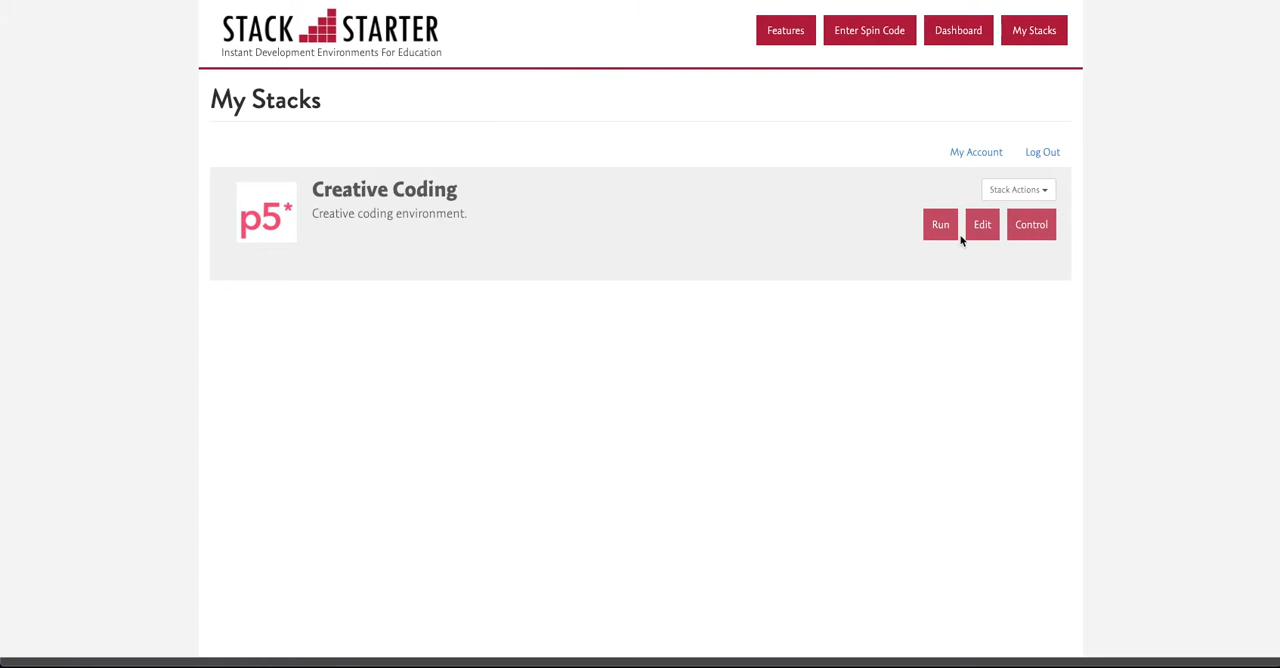 STACK STARTER
Instant Development Environments For Education
Features
Enter Spin Code
Dashboard
My Stacks
My Stacks
My Account
Log Out
p5*
Creative Coding
Creative coding environment.
Stack Actions
Run
Edit
Control